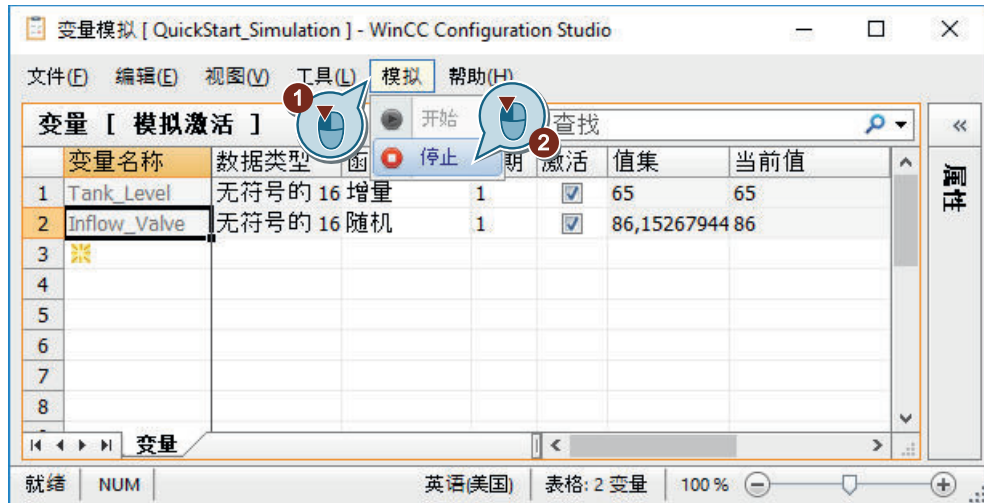 变量模拟 [ QuickStart_Simulation ] - WinCC Configuration Studio
文件(F) 编辑(E) 视图(V) 工具(L) 模拟 帮助(H)
1
变量 [ 模拟激活 ] 开始 查找
2
停止
变量名称 数据类型 函 期 激活 值集 当前值
属性
1 Tank_Level 无符号的 16 增量 1 65 65
2 Inflow_Valve 无符号的 16 随机 1 86,15267944 86
3
4
5
6
7
8
变量
就绪 NUM 英语(美国) 表格: 2 变量 100 %